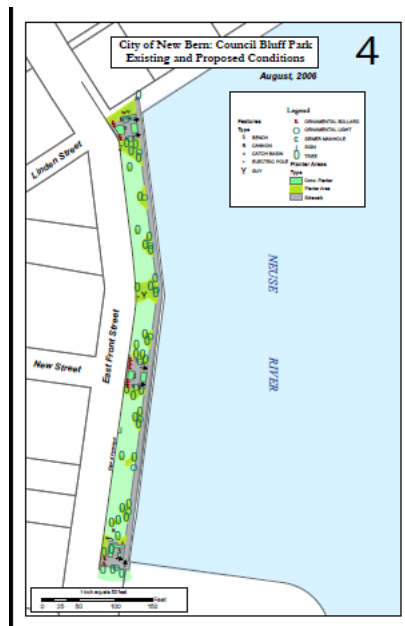 City of New Bern: Council Bluff Park
Existing and Proposed Conditions
4
August, 2006
Legend
Features
Type
BENCH
CANNON
CATCH BASIN
ELECTRIC POLE
Y GUY
ORNAMENTAL BOLLARD
ORNAMENTAL LIGHT
SEWER MANHOLE
SIGN
TREE
Planter Areas
Type
Conc. Planter
Planter Area
Sidewalk
Linden Street
NEUSE
RIVER
East Front Street
New Street
Y
1 inch equals 50 feet
Feet
0 25 50 100 150